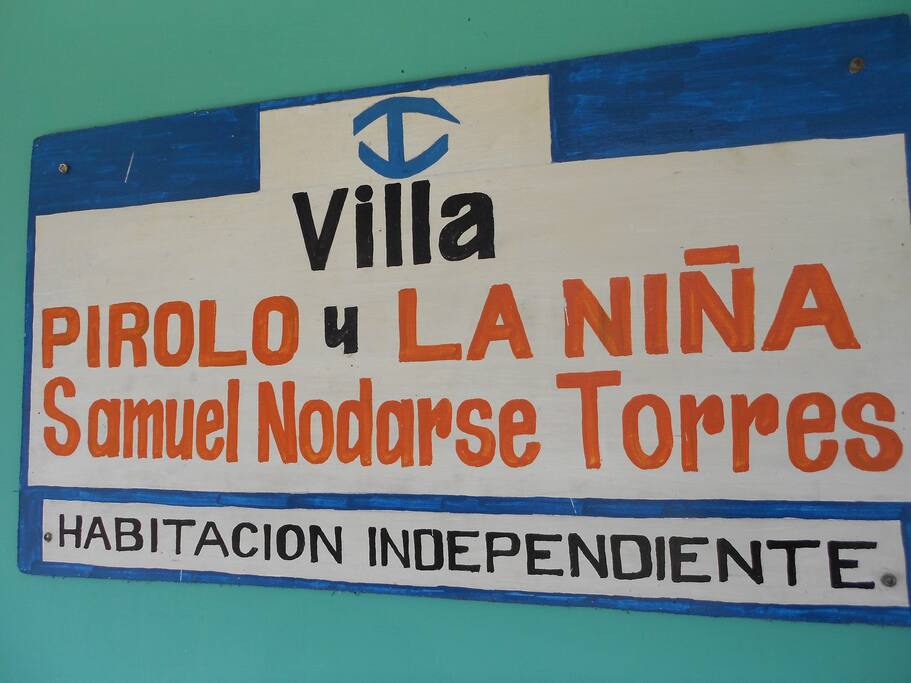 Villa
PIROLO y LA NIÑA
Samuel Nodarse Torres
HABITACION INDEPENDIENTE